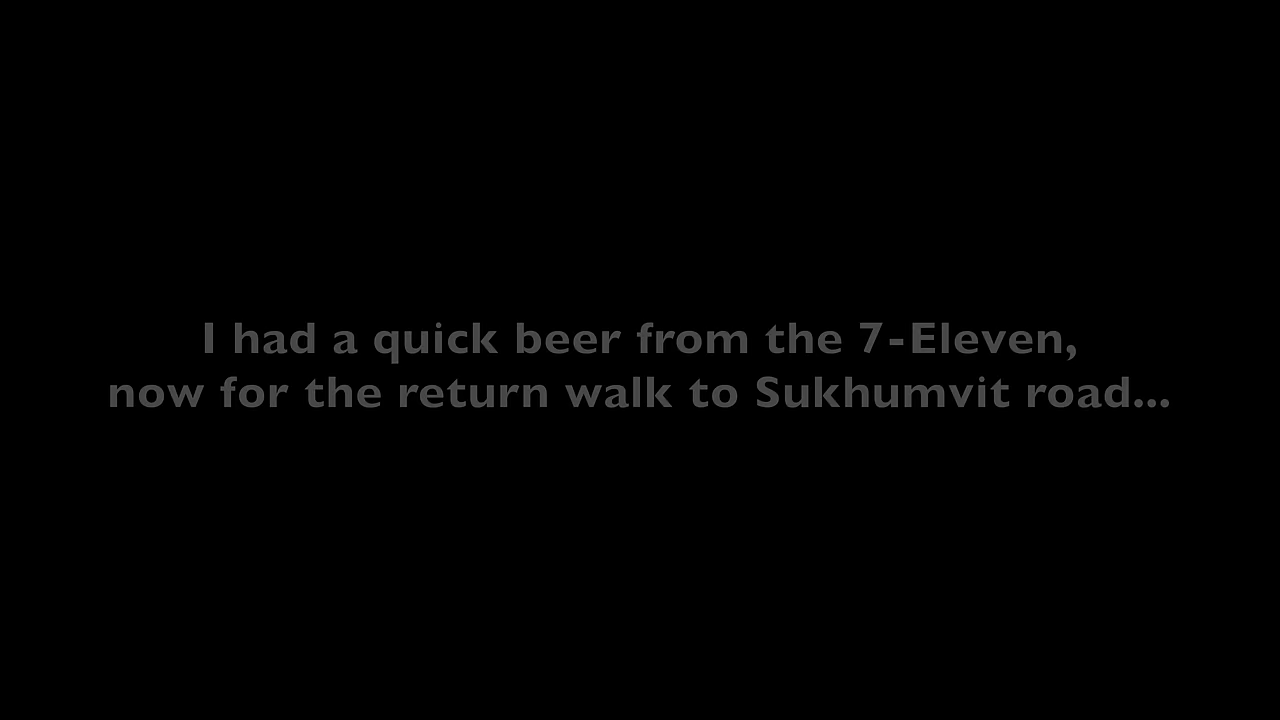 I had a quick beer from the 7-Eleven,
now for the return walk to Sukhumvit road...